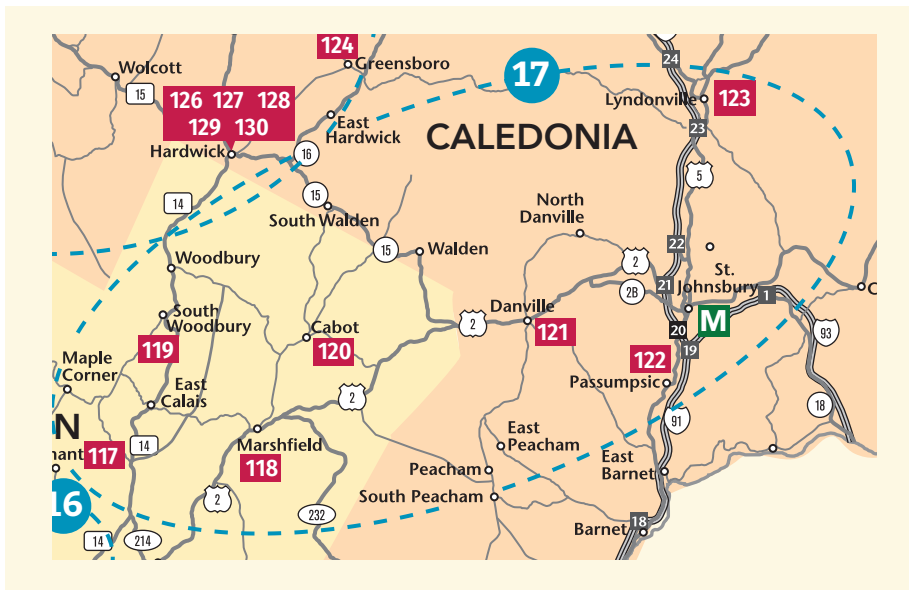 124
Greensboro
24
17
Wolcott
15
126 127 128
129 130
Lyndonville
123
East
Hardwick
CALEDONIA
23
Hardwick
16
5
15
14
South Walden
North
Danville
22
15
Walden
Woodbury
2
St.
Johnsbury
21
2B
1
C
South
Woodbury
Danville
M
2
121
20
93
Cabot
119
120
19
Maple
Corner
122
Passumpsic
East
Calais
2
18
91
N
Marshfield
East
Peacham
14
nant
117
118
East
Barnet
Peacham
2
South Peacham
16
232
18
Barnet
14
214